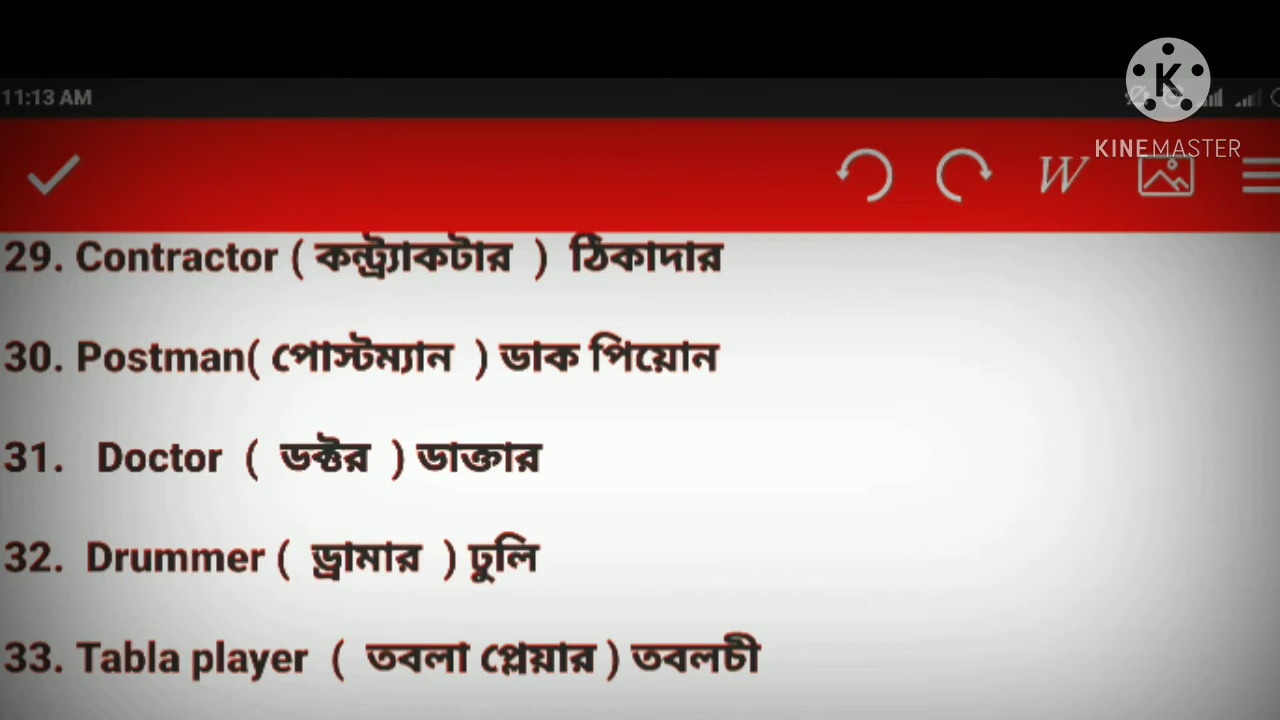 KINEMASTER
11:13 AM
W
29. Contractor ( কন্ট্র্যাকটার ) ঠিকাদার
30. Postman( পোস্টম্যান ) ডাক পিয়োন
31. Doctor ( ডক্টর ) ডাক্তার
32. Drummer ( ড্রামার ) ঢুলি
33. Tabla player ( তবলা প্লেয়ার ) তবলচী